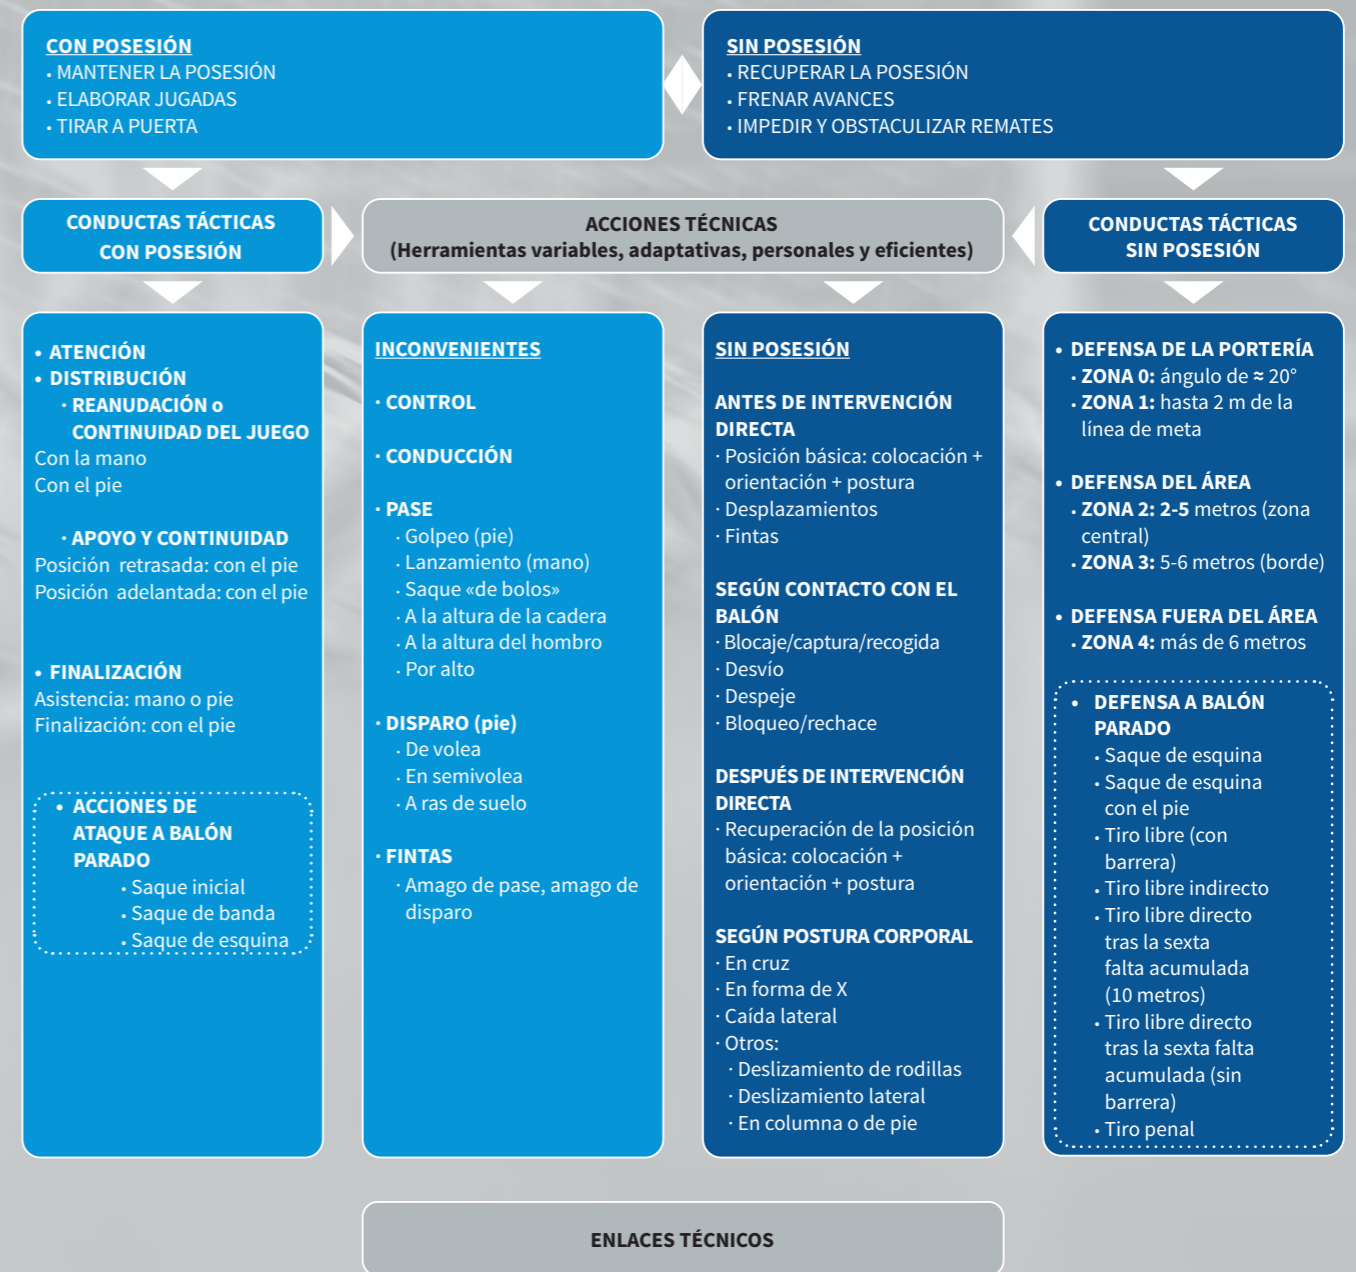 CON POSESIÓN
• MANTENER LA POSESIÓN
• ELABORAR JUGADAS
• TIRAR A PUERTA
SIN POSESIÓN
• RECUPERAR LA POSESIÓN
• FRENAR AVANCES
• IMPEDIR Y OBSTACULIZAR REMATES
CONDUCTAS TÁCTICAS
CON POSESIÓN
ACCIONES TÉCNICAS
(Herramientas variables, adaptativas, personales y eficientes)
CONDUCTAS TÁCTICAS
SIN POSESIÓN
• ATENCIÓN
• DISTRIBUCIÓN
· REANUDACIÓN o
CONTINUIDAD DEL JUEGO
Con la mano
Con el pie
· APOYO Y CONTINUIDAD
Posición retrasada: con el pie
Posición adelantada: con el pie
• FINALIZACIÓN
Asistencia: mano o pie
Finalización: con el pie
• ACCIONES DE
ATAQUE A BALÓN
PARADO
• Saque inicial
• Saque de banda
• Saque de esquina
INCONVENIENTES
· CONTROL
· CONDUCCIÓN
· PASE
· Golpeo (pie)
· Lanzamiento (mano)
· Saque «de bolos»
· A la altura de la cadera
· A la altura del hombro
· Por alto
· DISPARO (pie)
· De volea
· En semivolea
· A ras de suelo
· FINTAS
· Amago de pase, amago de
disparo
SIN POSESIÓN
ANTES DE INTERVENCIÓN
DIRECTA
· Posición básica: colocación +
orientación + postura
· Desplazamientos
· Fintas
SEGÚN CONTACTO CON EL
BALÓN
· Blocaje/captura/recogida
· Desvío
· Despeje
· Bloqueo/rechace
DESPUÉS DE INTERVENCIÓN
DIRECTA
· Recuperación de la posición
básica: colocación +
orientación + postura
SEGÚN POSTURA CORPORAL
· En cruz
· En forma de X
· Caída lateral
· Otros:
· Deslizamiento de rodillas
· Deslizamiento lateral
· En columna o de pie
• DEFENSA DE LA PORTERÍA
• ZONA 0: ángulo de ≈ 20°
• ZONA 1: hasta 2 m de la
línea de meta
• DEFENSA DEL ÁREA
• ZONA 2: 2-5 metros (zona
central)
• ZONA 3: 5-6 metros (borde)
• DEFENSA FUERA DEL ÁREA
• ZONA 4: más de 6 metros
• DEFENSA A BALÓN
PARADO
• Saque de esquina
• Saque de esquina
con el pie
• Tiro libre (con
barrera)
• Tiro libre indirecto
• Tiro libre directo
tras la sexta
falta acumulada
(10 metros)
• Tiro libre directo
tras la sexta falta
acumulada (sin
barrera)
• Tiro penal
ENLACES TÉCNICOS